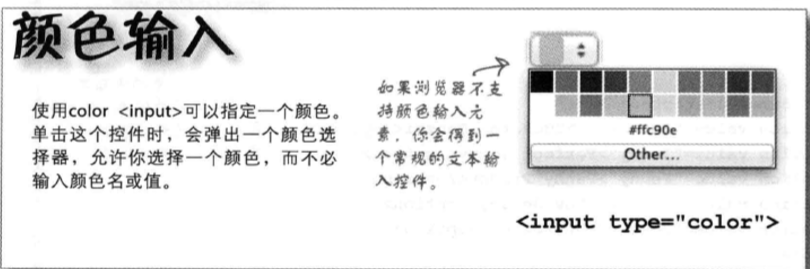 颜色输入
使用color <input>可以指定一个颜色。
单击这个控件时，会弹出一个颜色选
择器，允许你选择一个颜色，而不必
输入颜色名或值。
如果浏览器不支
持颜色输入元
素，你会得到一
个常规的文本输
入控件。
#ffc90e
Other...
<input type="color">